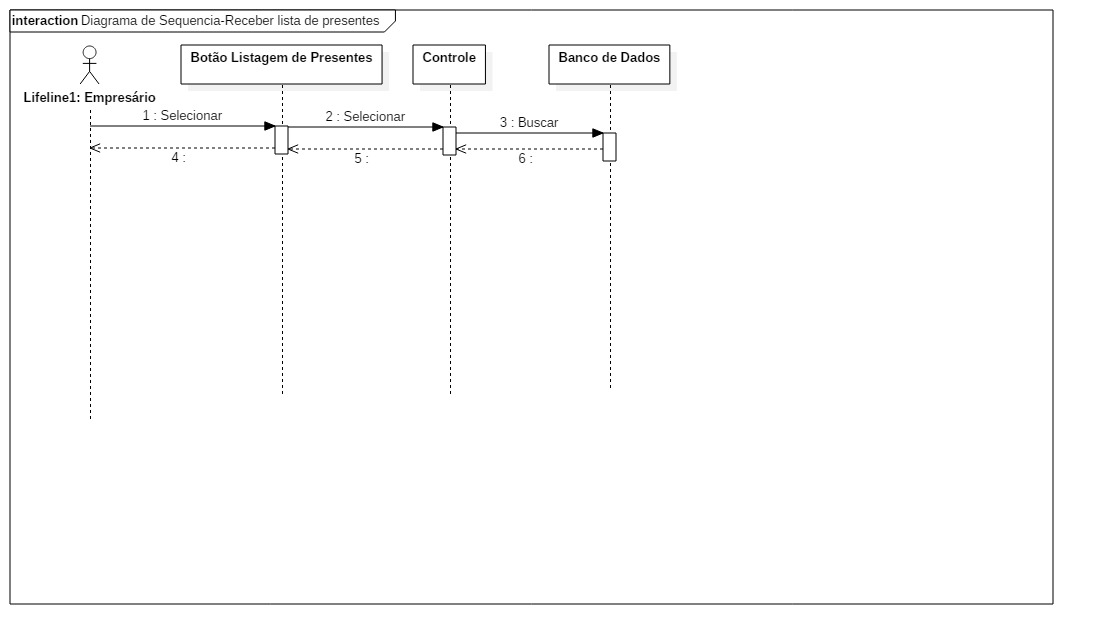 interaction Diagrama de Sequencia-Receber lista de presentes
Botão Listagem de Presentes
Controle
Banco de Dados
Lifeline1: Empresário
1 : Selecionar
2 : Selecionar
3 : Buscar
4 :
5 :
6 :